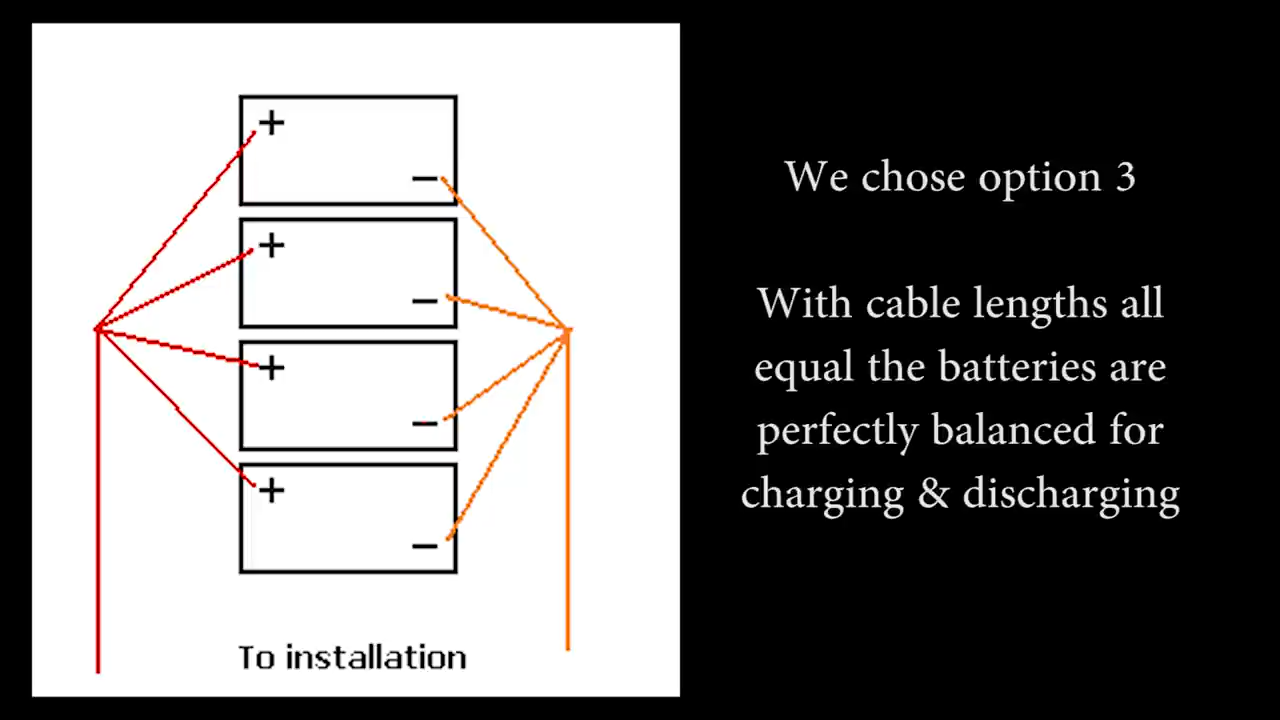 +
−
+
−
+
−
+
−
To installation
We chose option 3
With cable lengths all
equal the batteries are
perfectly balanced for
charging & discharging